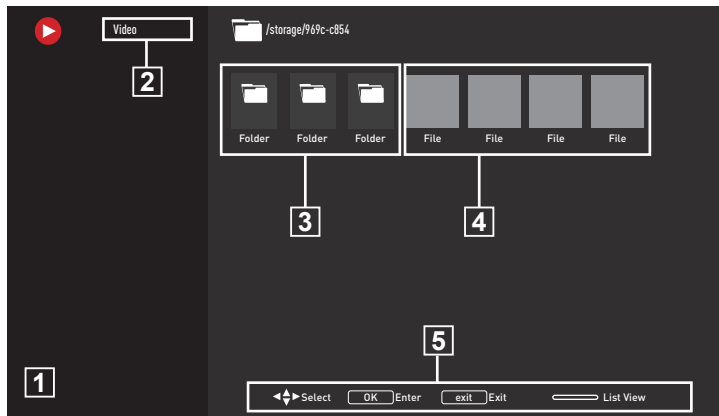 Video
/storage/969c-c854
2
Folder Folder Folder File File File File
3 4
5
1
Select OK Enter exit Exit List View